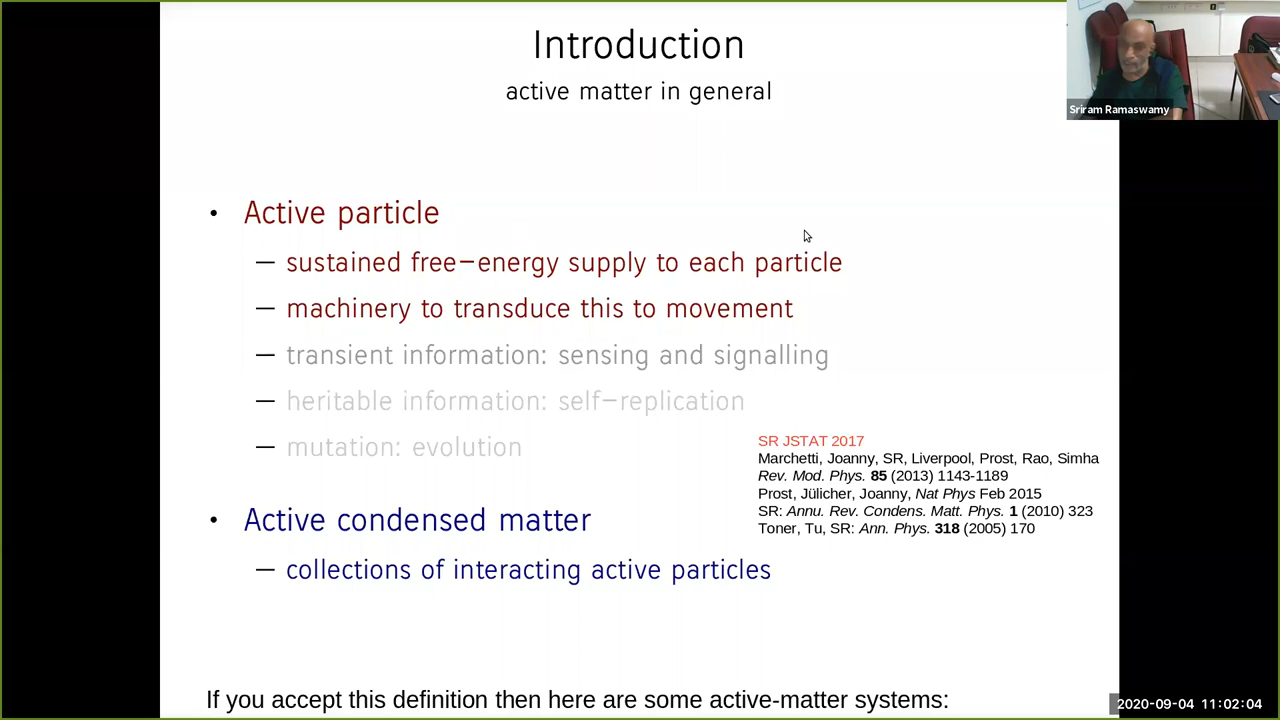 Introduction
active matter in general
Sriram Ramaswamy
• Active particle
— sustained free−energy supply to each particle
— machinery to transduce this to movement
— transient information: sensing and signalling
— heritable information: self−replication
— mutation: evolution
SR JSTAT 2017
Marchetti, Joanny, SR, Liverpool, Prost, Rao, Simha
Rev. Mod. Phys. 85 (2013) 1143-1189
Prost, Jülicher, Joanny, Nat Phys Feb 2015
SR: Annu. Rev. Condens. Matt. Phys. 1 (2010) 323
Toner, Tu, SR: Ann. Phys. 318 (2005) 170
• Active condensed matter
— collections of interacting active particles
If you accept this definition then here are some active-matter systems:
2020-09-04 11:02:04